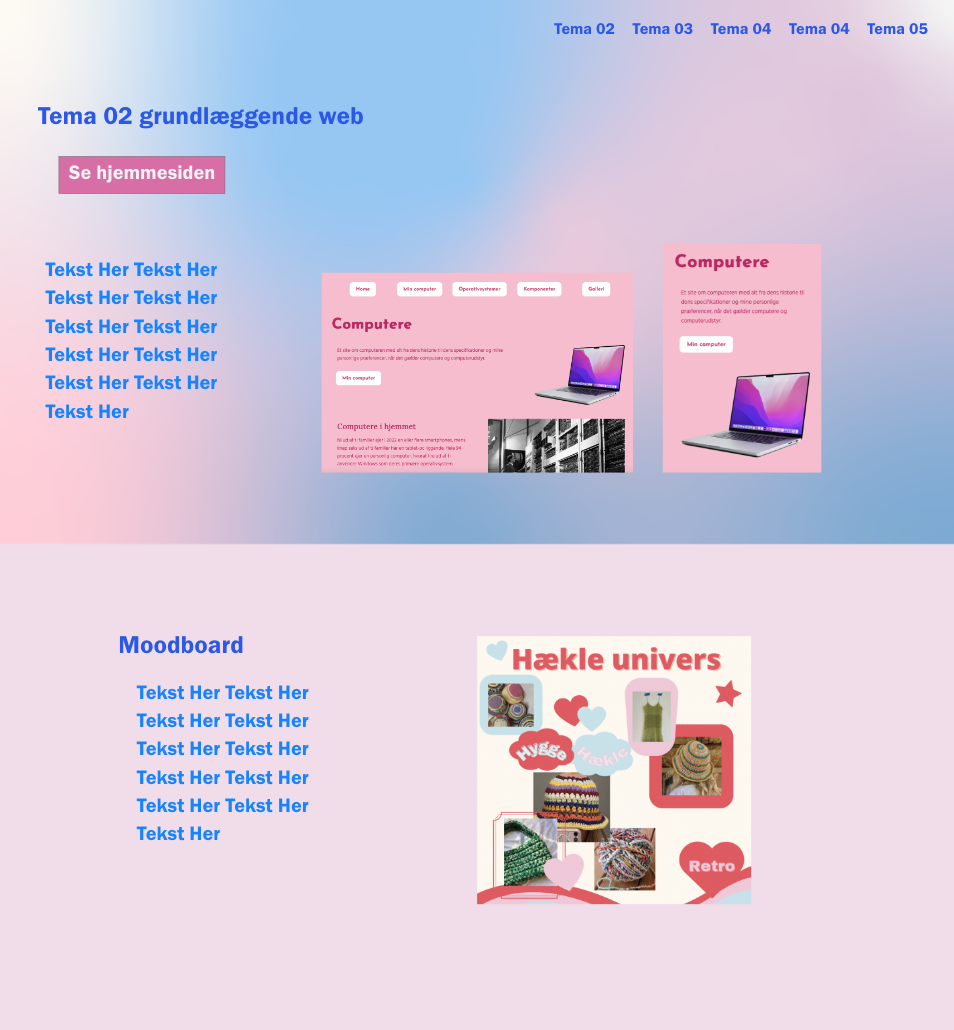 Tema 02 Tema 03 Tema 04 Tema 04 Tema 05
Tema 02 grundlæggende web
Se hjemmesiden
Tekst Her Tekst Her
Tekst Her Tekst Her
Tekst Her Tekst Her
Tekst Her Tekst Her
Tekst Her Tekst Her
Tekst Her
Home Min computer Operativsystemer Komponenter Galleri
Computere
Et site om computeren med alt fra dens historie til dens specifikationer og mine
personlige præferencer, når det gælder computere og computerudstyr.
Min computer
Computere i hjemmet
Computere
Et site om computeren med alt fra dens historie til
dens specifikationer og mine personlige
præferencer, når det gælder computere og
computerudstyr.
Min computer
Moodboard
Tekst Her Tekst Her
Tekst Her Tekst Her
Tekst Her Tekst Her
Tekst Her Tekst Her
Tekst Her Tekst Her
Tekst Her
Hækle univers
Hygge
Hækle
Retro